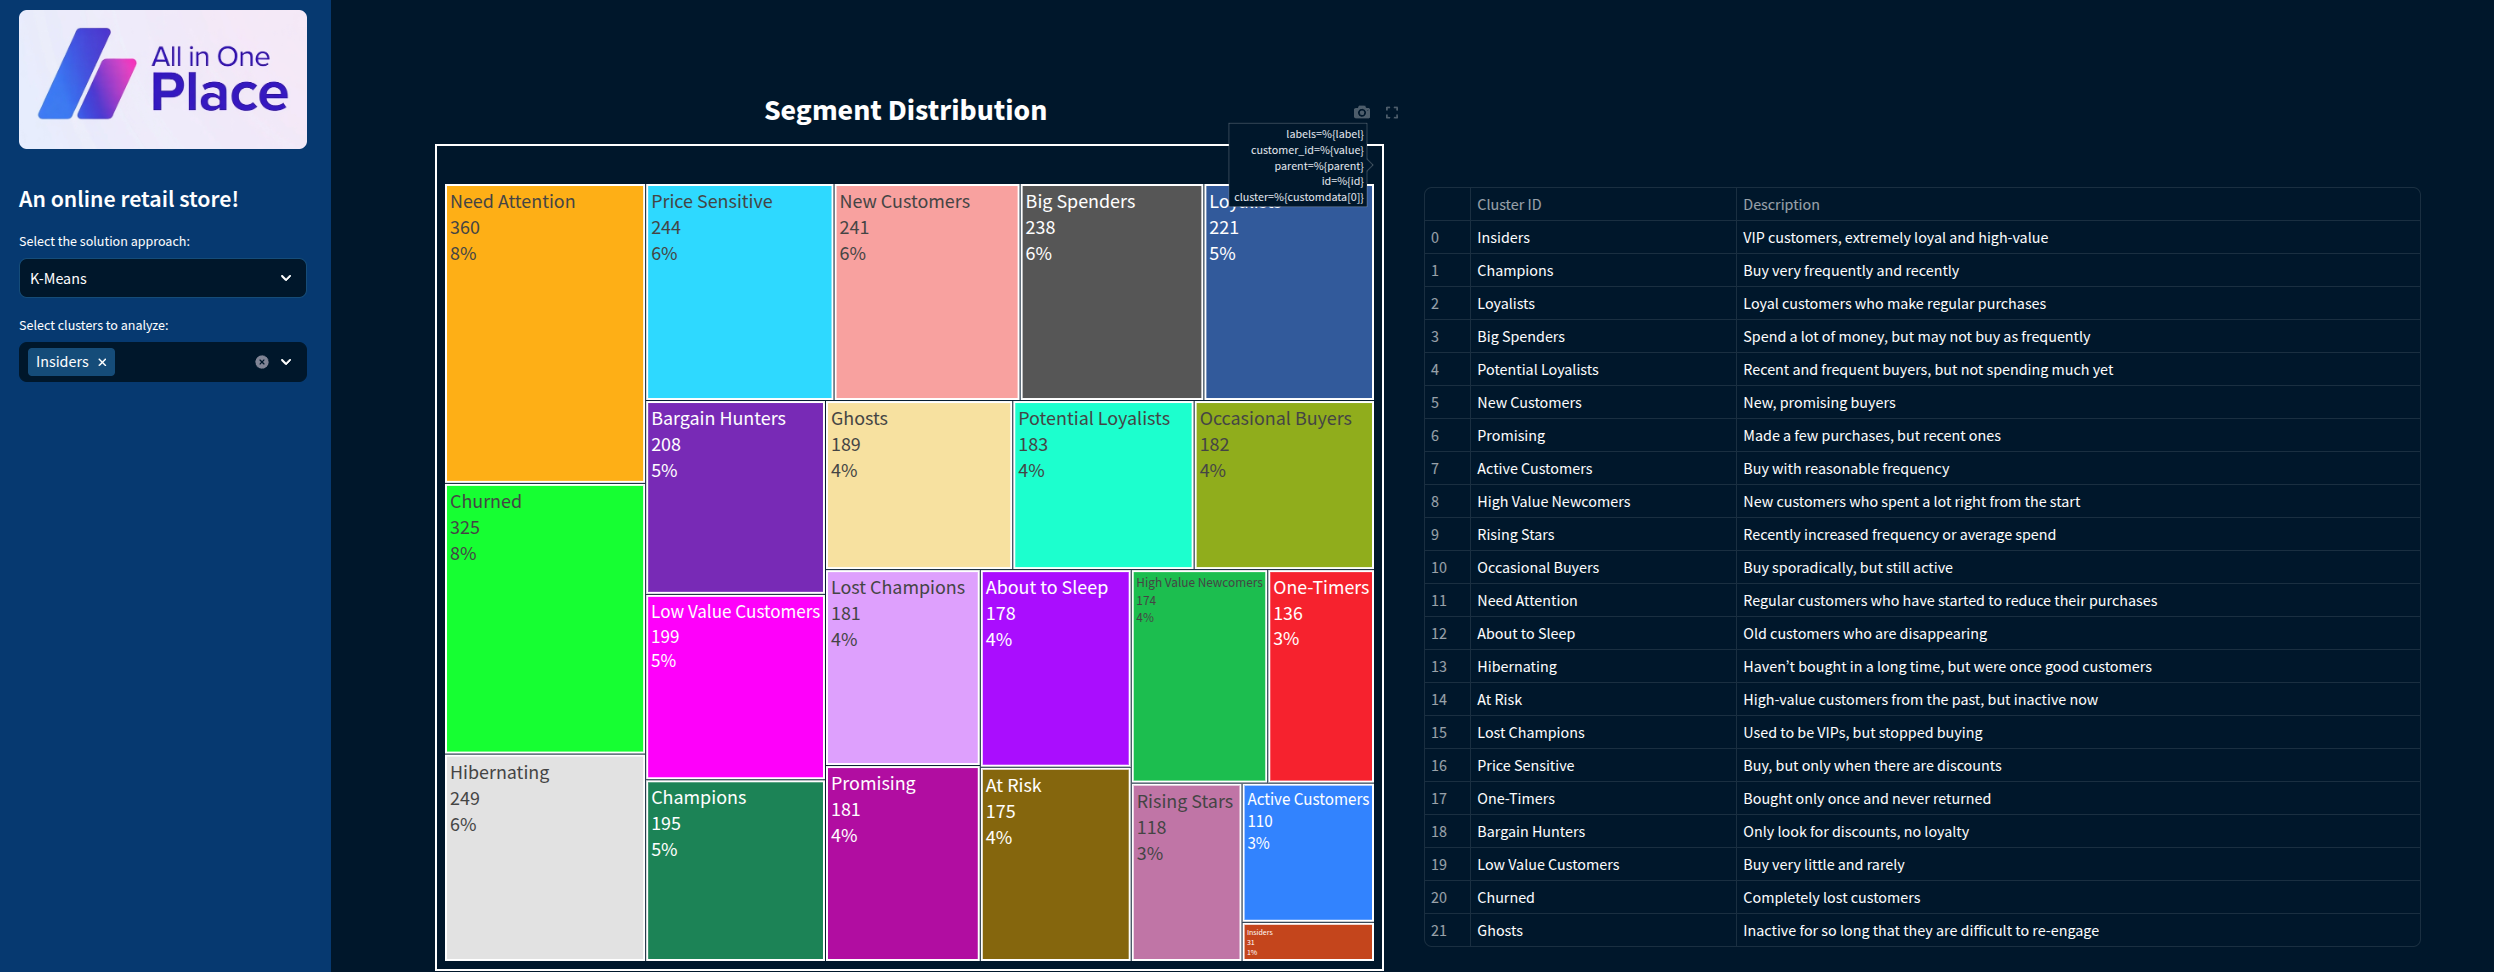 All in One
Place
An online retail store!
Select the solution approach:
K-Means
Select clusters to analyze:
Insiders
Segment Distribution
labels=%{label}
customer_id=%{value}
parent=%{parent}
id=%{id}
cluster=%{customdata[0]}
Need Attention
360
8%
Price Sensitive
244
6%
New Customers
241
6%
Big Spenders
238
6%
Loyalists
221
5%
Bargain Hunters
208
5%
Ghosts
189
4%
Potential Loyalists
183
4%
Occasional Buyers
182
4%
Churned
325
8%
Low Value Customers
199
5%
Lost Champions
181
4%
About to Sleep
178
4%
High Value Newcomers
174
4%
One-Timers
136
3%
Hibernating
249
6%
Champions
195
5%
Promising
181
4%
At Risk
175
4%
Rising Stars
118
3%
Active Customers
110
3%
Insiders
31
1%
Cluster ID Description
0 Insiders VIP customers, extremely loyal and high-value
1 Champions Buy very frequently and recently
2 Loyalists Loyal customers who make regular purchases
3 Big Spenders Spend a lot of money, but may not buy as frequently
4 Potential Loyalists Recent and frequent buyers, but not spending much yet
5 New Customers New, promising buyers
6 Promising Made a few purchases, but recent ones
7 Active Customers Buy with reasonable frequency
8 High Value Newcomers New customers who spent a lot right from the start
9 Rising Stars Recently increased frequency or average spend
10 Occasional Buyers Buy sporadically, but still active
11 Need Attention Regular customers who have started to reduce their purchases
12 About to Sleep Old customers who are disappearing
13 Hibernating Haven’t bought in a long time, but were once good customers
14 At Risk High-value customers from the past, but inactive now
15 Lost Champions Used to be VIPs, but stopped buying
16 Price Sensitive Buy, but only when there are discounts
17 One-Timers Bought only once and never returned
18 Bargain Hunters Only look for discounts, no loyalty
19 Low Value Customers Buy very little and rarely
20 Churned Completely lost customers
21 Ghosts Inactive for so long that they are difficult to re-engage